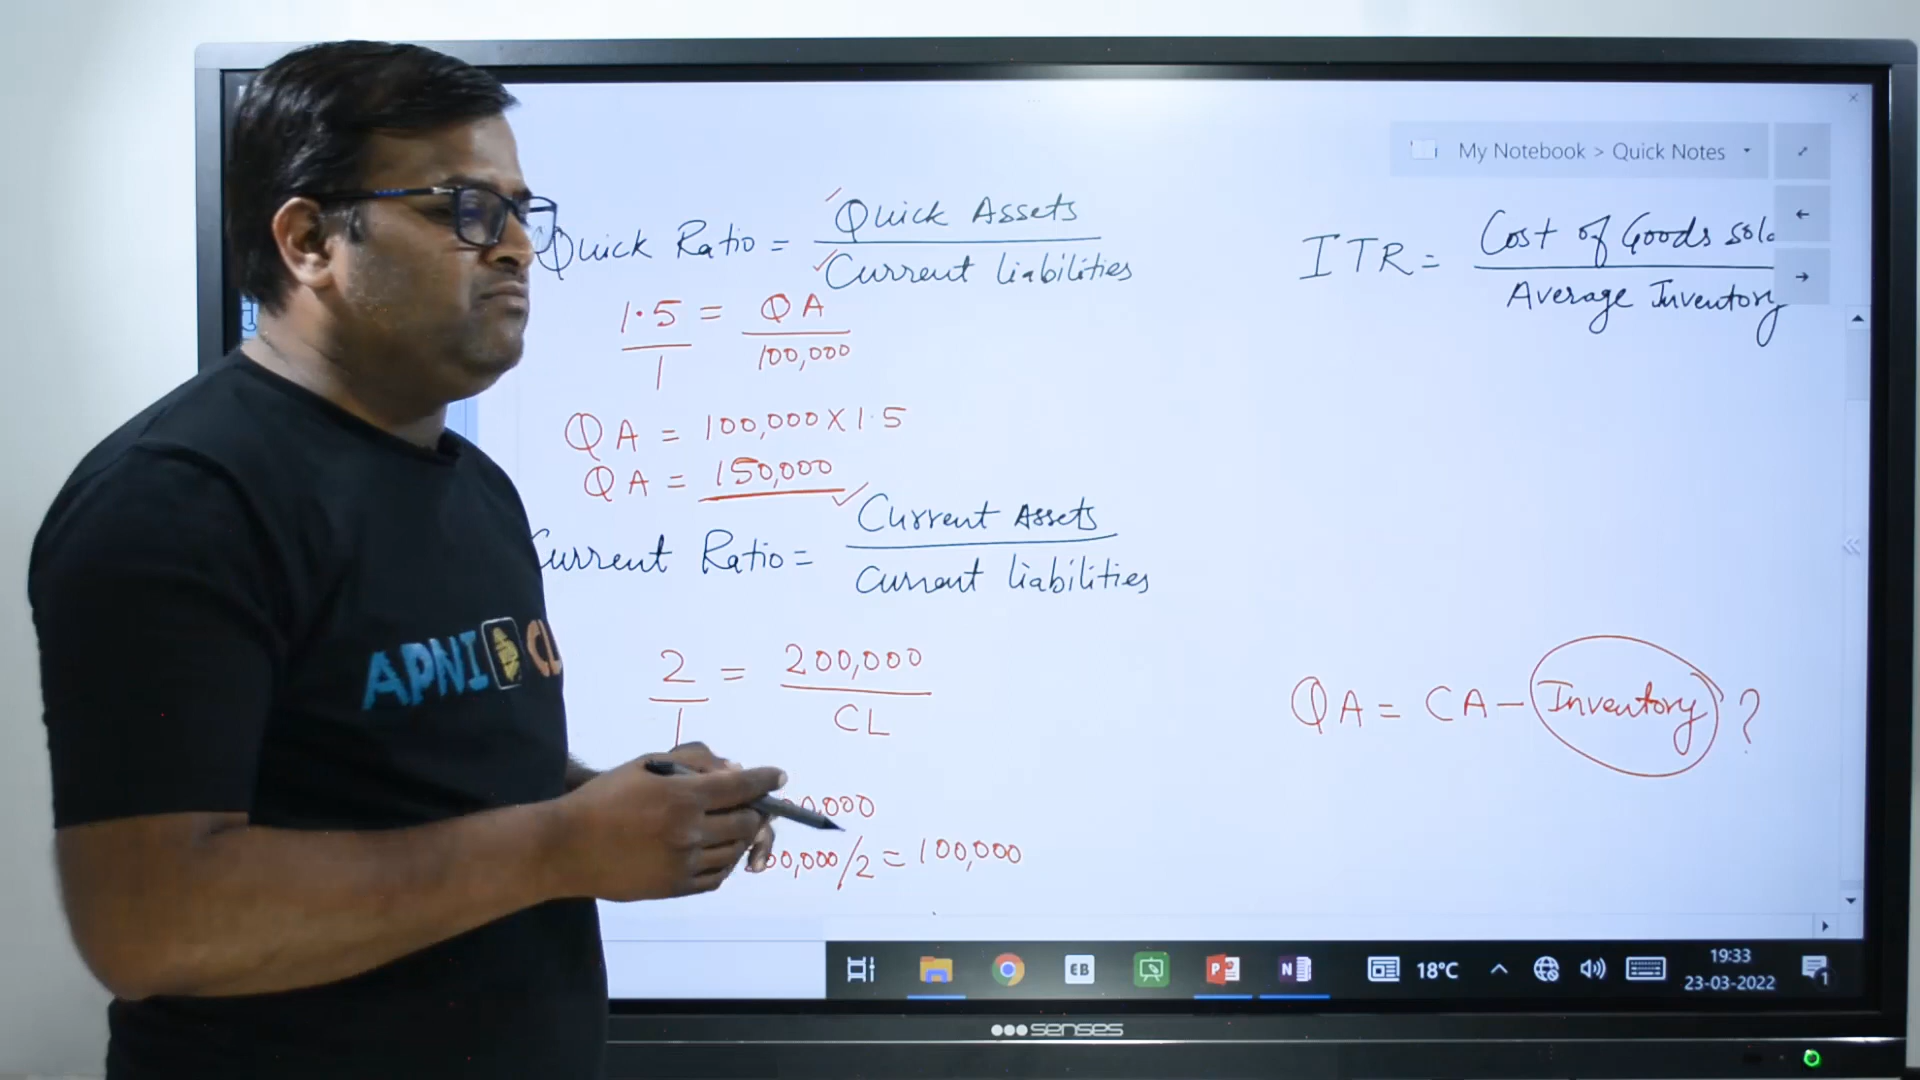 My Notebook > Quick Notes
Quick Ratio = Quick Assets
Current liabilities
1.5 = QA
1 100,000
QA = 100,000 X 1.5
QA = 150,000
Current Ratio = Current Assets
Current liabilities
2 = 200,000
1 CL
00,000/2 = 100,000
ITR = Cost of Goods
Average Inventory
QA = CA - Inventory ?
APNI
EB
18°C
19:33
23-03-2022
1
senses